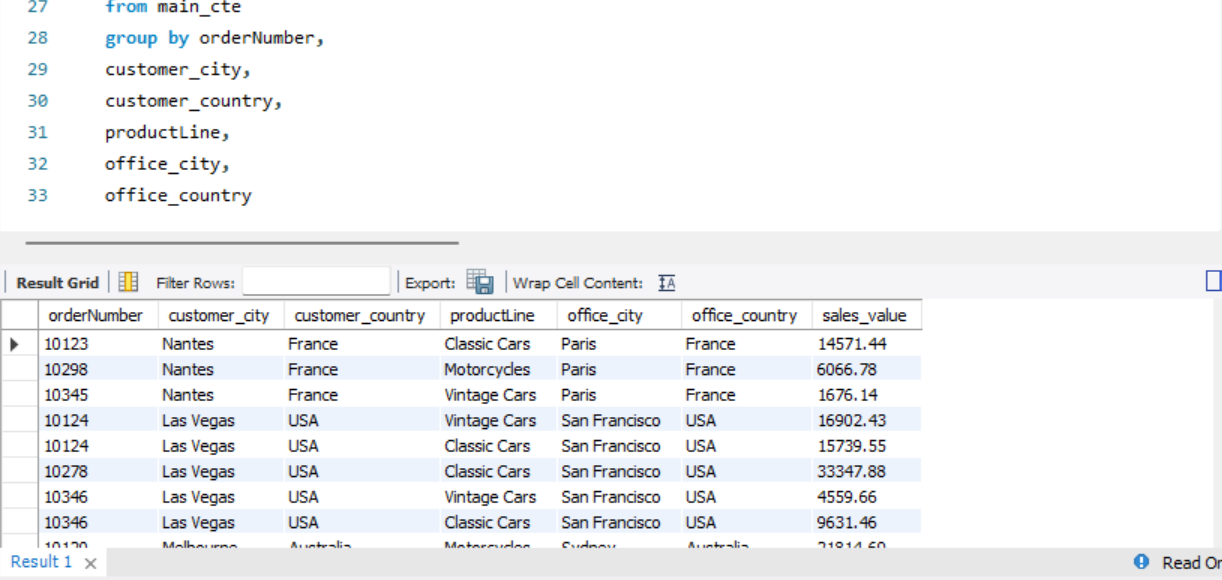 27 from main_cte
28 group by orderNumber,
29 customer_city,
30 customer_country,
31 productLine,
32 office_city,
33 office_country
Result Grid Filter Rows: Export: Wrap Cell Content: IA
orderNumber customer_city customer_country productLine office_city office_country sales_value
10123 Nantes France Classic Cars Paris France 14571.44
10298 Nantes France Motorcycles Paris France 6066.78
10345 Nantes France Vintage Cars Paris France 1676.14
10124 Las Vegas USA Vintage Cars San Francisco USA 16902.43
10124 Las Vegas USA Classic Cars San Francisco USA 15739.55
10278 Las Vegas USA Classic Cars San Francisco USA 33347.88
10346 Las Vegas USA Vintage Cars San Francisco USA 4559.66
10346 Las Vegas USA Classic Cars San Francisco USA 9631.46
Melbourne Australia Motorcycles Sydney Australia
Result 1 Read Or